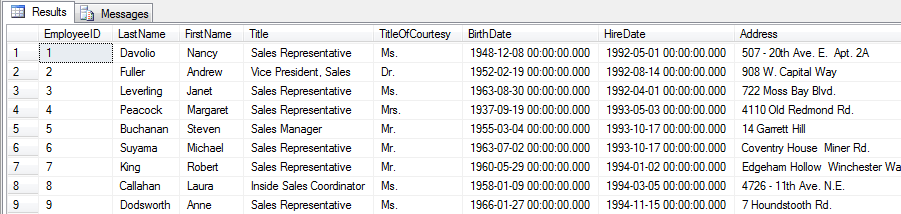 Results Messages
EmployeeID LastName FirstName Title TitleOfCourtesy BirthDate HireDate Address
1 1 Davolio Nancy Sales Representative Ms. 1948-12-08 00:00:00.000 1992-05-01 00:00:00.000 507 - 20th Ave. E. Apt. 2A
2 2 Fuller Andrew Vice President, Sales Dr. 1952-02-19 00:00:00.000 1992-08-14 00:00:00.000 908 W. Capital Way
3 3 Leverling Janet Sales Representative Ms. 1963-08-30 00:00:00.000 1992-04-01 00:00:00.000 722 Moss Bay Blvd.
4 4 Peacock Margaret Sales Representative Mrs. 1937-09-19 00:00:00.000 1993-05-03 00:00:00.000 4110 Old Redmond Rd.
5 5 Buchanan Steven Sales Manager Mr. 1955-03-04 00:00:00.000 1993-10-17 00:00:00.000 14 Garrett Hill
6 6 Suyama Michael Sales Representative Mr. 1963-07-02 00:00:00.000 1993-10-17 00:00:00.000 Coventry House Miner Rd.
7 7 King Robert Sales Representative Mr. 1960-05-29 00:00:00.000 1994-01-02 00:00:00.000 Edgeham Hollow Winchester Wa
8 8 Callahan Laura Inside Sales Coordinator Ms. 1958-01-09 00:00:00.000 1994-03-05 00:00:00.000 4726 - 11th Ave. N.E.
9 9 Dodsworth Anne Sales Representative Ms. 1966-01-27 00:00:00.000 1994-11-15 00:00:00.000 7 Houndstooth Rd.